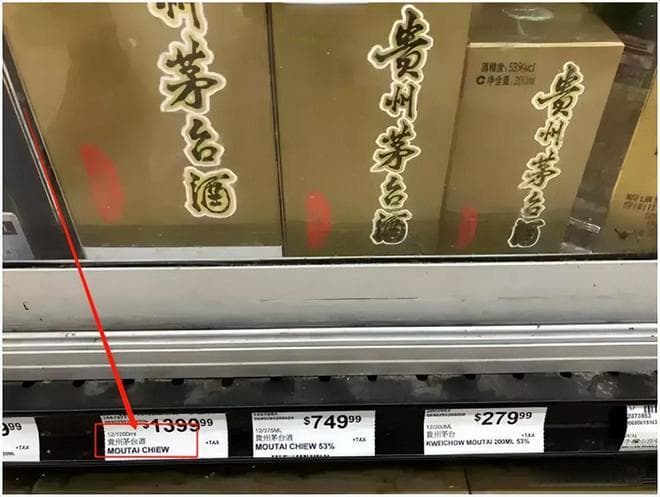 州茅台酒
貴州茅台酒
酒精度:53%vol
净含量:200ml
貴州茅台酒
99
$1399.99
12/1000ml
貴州茅台酒
+TAX
MOUTAI CHIEW
$749.99
12/375ML
貴州茅台酒
+TAX
MOUTAI CHIEW 53%
$279.99
12/200ML
貴州茅台
+TAX
KWEICHOW MOUTAI 200ML 53%
+TAX